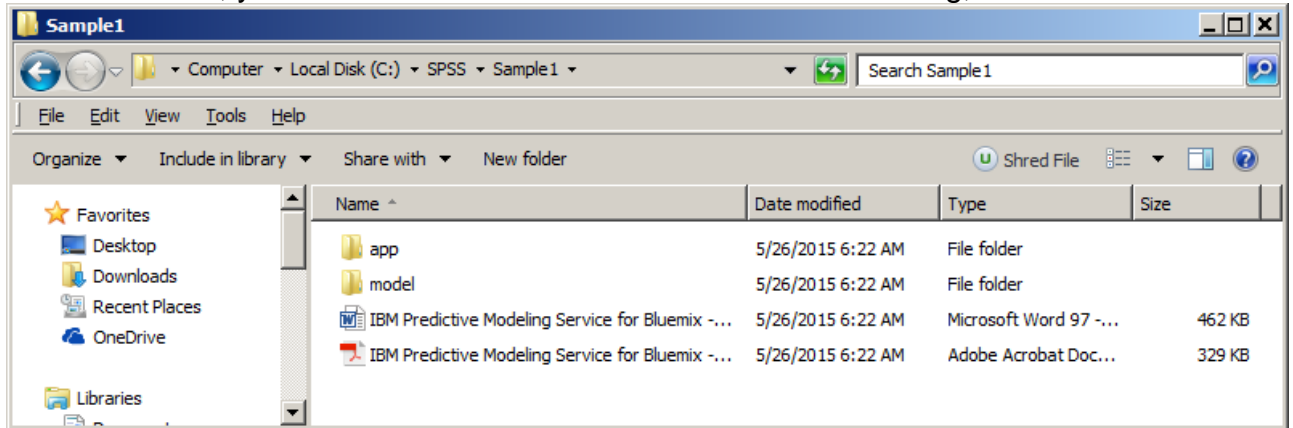 Sample1
Computer Local Disk (C:) SPSS Sample1 Search Sample1
File Edit View Tools Help
Organize Include in library Share with New folder Shred File
Favorites
Desktop
Downloads
Recent Places
OneDrive
Libraries
Name Date modified Type Size
app 5/26/2015 6:22 AM File folder
model 5/26/2015 6:22 AM File folder
IBM Predictive Modeling Service for Bluemix -... 5/26/2015 6:22 AM Microsoft Word 97 -... 462 KB
IBM Predictive Modeling Service for Bluemix -... 5/26/2015 6:22 AM Adobe Acrobat Doc... 329 KB